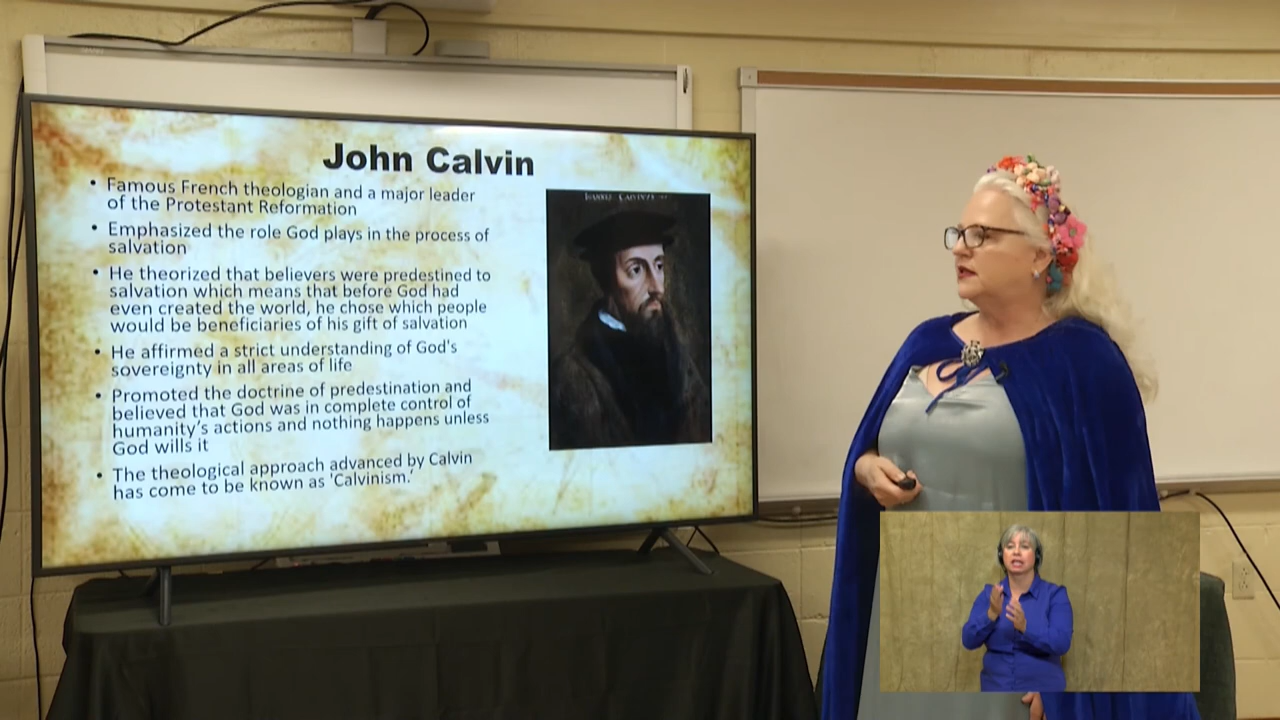 John Calvin
• Famous French theologian and a major leader
of the Protestant Reformation
• Emphasized the role God plays in the process of
salvation
• He theorized that believers were predestined to
salvation which means that before God had
even created the world, he chose which people
would be beneficiaries of his gift of salvation
• He affirmed a strict understanding of God's
sovereignty in all areas of life
• Promoted the doctrine of predestination and
believed that God was in complete control of
humanity’s actions and nothing happens unless
God wills it
• The theological approach advanced by Calvin
has come to be known as 'Calvinism.'